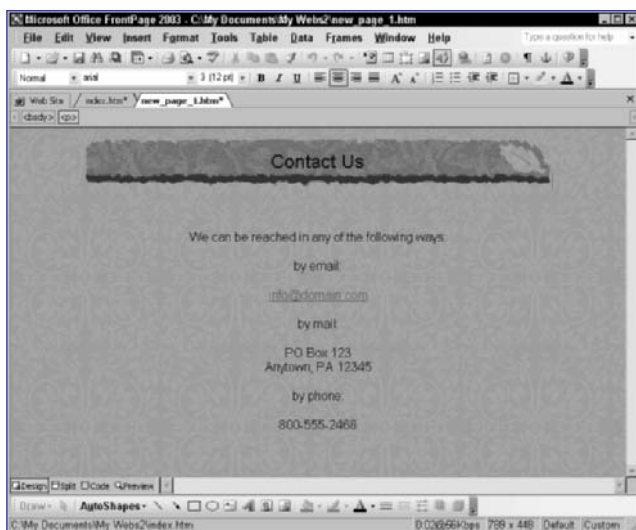 Microsoft Office FrontPage 2003 - C:\My Documents\My Webs2\new_page_1.htm
File Edit View Insert Format Tools Table Data Frames Window Help
Type a question for help
Normal arial 3 (12 pt) B I U A A A
Web Site index.htm* new_page_1.htm*
<body> <p>
Contact Us
We can be reached in any of the following ways:
by email:
info@domain.com
by mail:
PO Box 123
Anytown, PA 12345
by phone:
800-555-2468
Design Split Code Preview
Draw AutoShapes A
C:\My Documents\My Webs2\index.htm 789 x 448 Default Custom